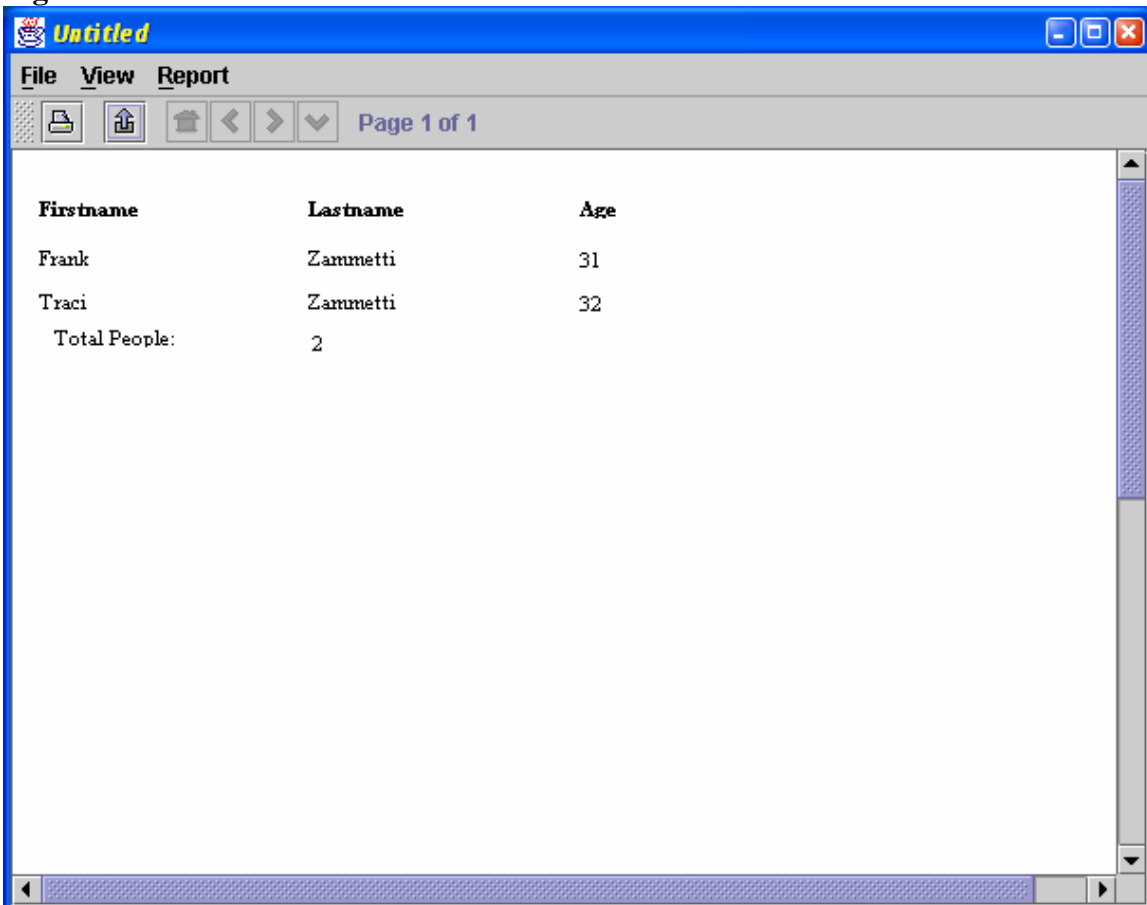 Untitled
File View Report
Page 1 of 1
Firstname Lastname Age
Frank Zammetti 31
Traci Zammetti 32
Total People: 2